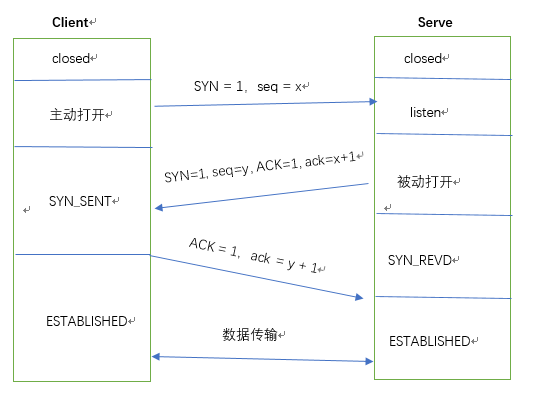 Client
Serve
closed
closed
SYN = 1, seq = x
主动打开
listen
SYN=1, seq=y, ACK=1, ack=x+1
SYN_SENT
被动打开
ACK = 1, ack = y + 1
SYN_REVD
ESTABLISHED
数据传输
ESTABLISHED